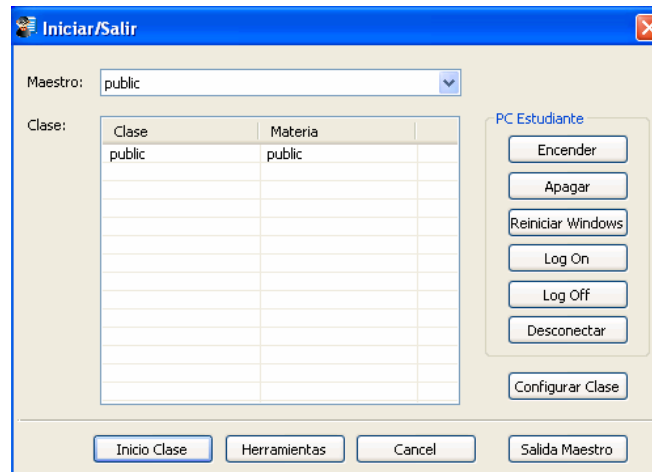 Iniciar/Salir
Maestro: public
Clase:
Clase Materia
public public
PC Estudiante
Encender
Apagar
Reiniciar Windows
Log On
Log Off
Desconectar
Configurar Clase
Inicio Clase Herramientas Cancel Salida Maestro